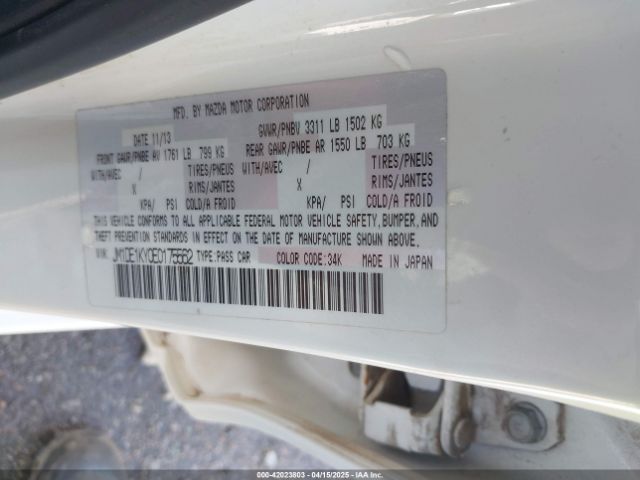 MFD. BY MAZDA MOTOR CORPORATION
DATE 11/13 GVWR/PNBV 3311 LB 1502 KG
FRONT GAWR/PNBE AV 1761 LB 799 KG REAR GAWR/PNBE AR 1550 LB 703 KG
WITH/AVEC / TIRES/PNEUS WITH/AVEC / TIRES/PNEUS
X RIMS/JANTES X RIMS/JANTES
KPA/ PSI COLD/A FROID KPA/ PSI COLD/A FROID
THIS VEHICLE CONFORMS TO ALL APPLICABLE FEDERAL MOTOR VEHICLE SAFETY, BUMPER, AND
THEFT PREVENTION STANDARDS IN EFFECT ON THE DATE OF MANUFACTURE SHOWN ABOVE.
TYPE:PASS CAR COLOR CODE:34K MADE IN JAPAN
000-42023803 - 04/15/2025 - IAAI.COM